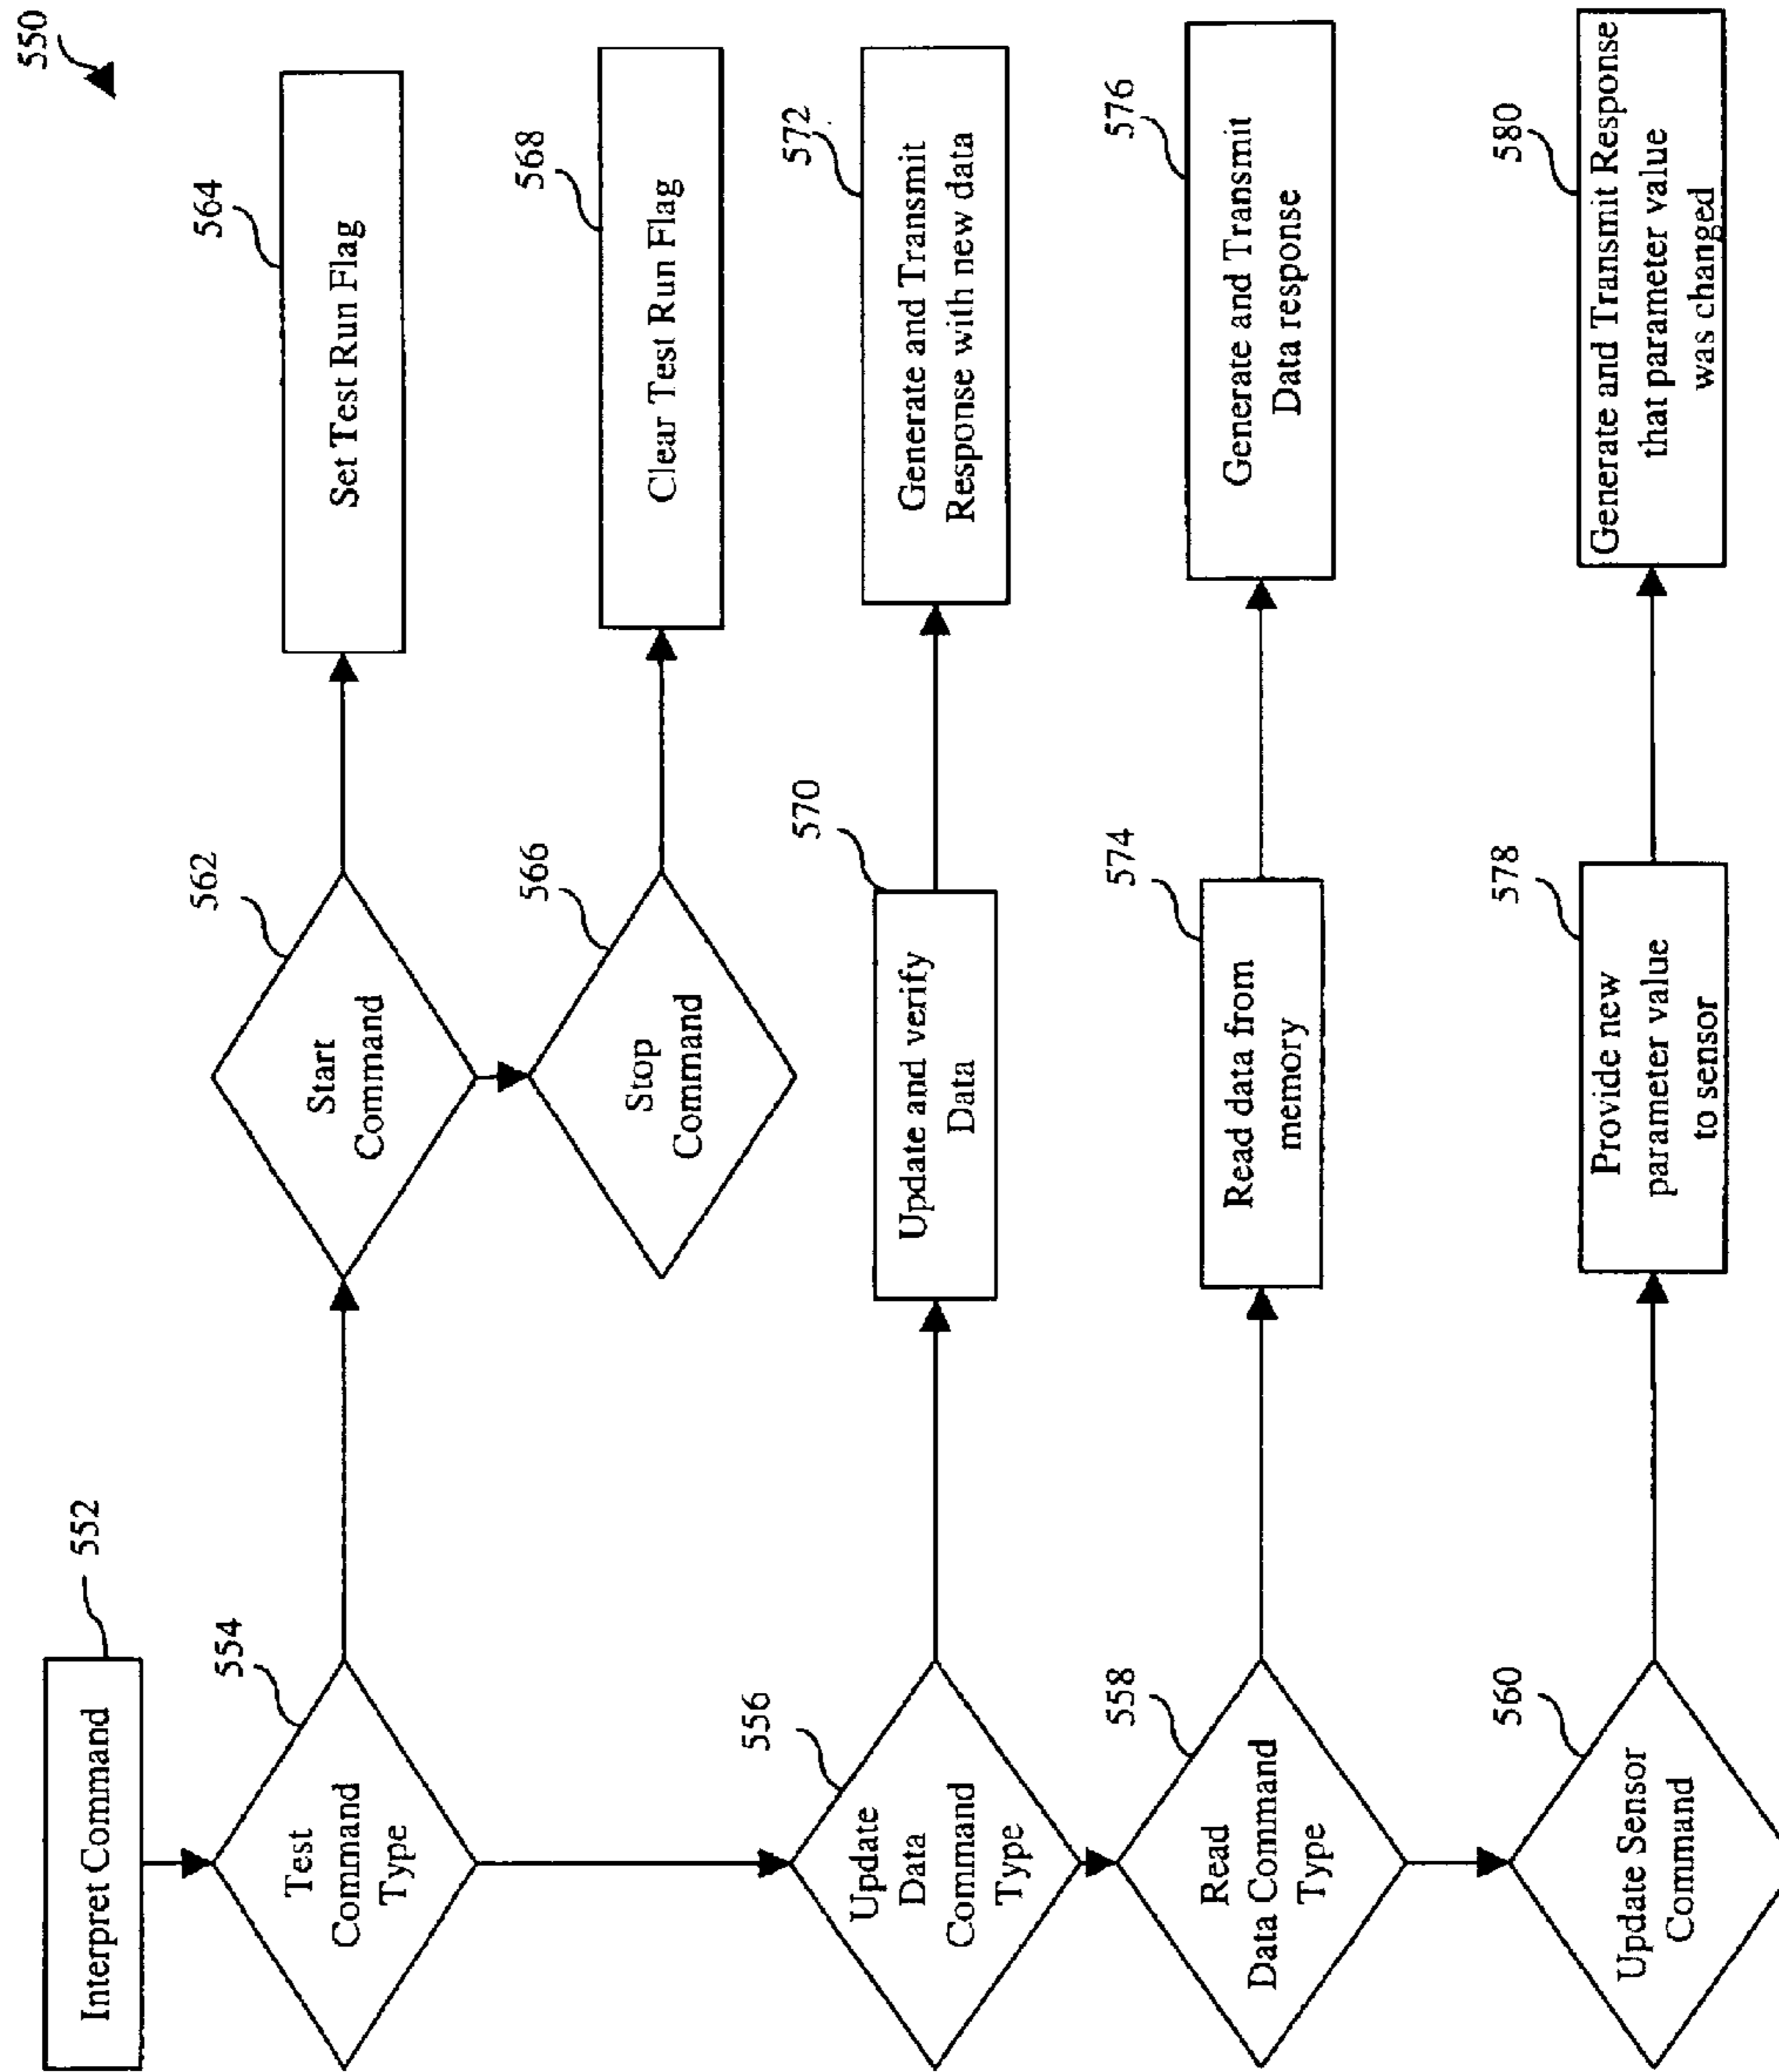 550
Interpret Command
552
Test
Command
Type
554
Start
Command
562
Set Test Run Flag
564
Stop
Command
566
Clear Test Run Flag
568
Update
Data
Command
Type
556
Update and verify
Data
570
Generate and Transmit
Response with new data
572
Read
Data Command
Type
558
Read data from
memory
574
Generate and Transmit
Data response
576
Update Sensor
Command
560
Provide new
parameter value
to sensor
578
Generate and Transmit Response
that parameter value
was changed
580